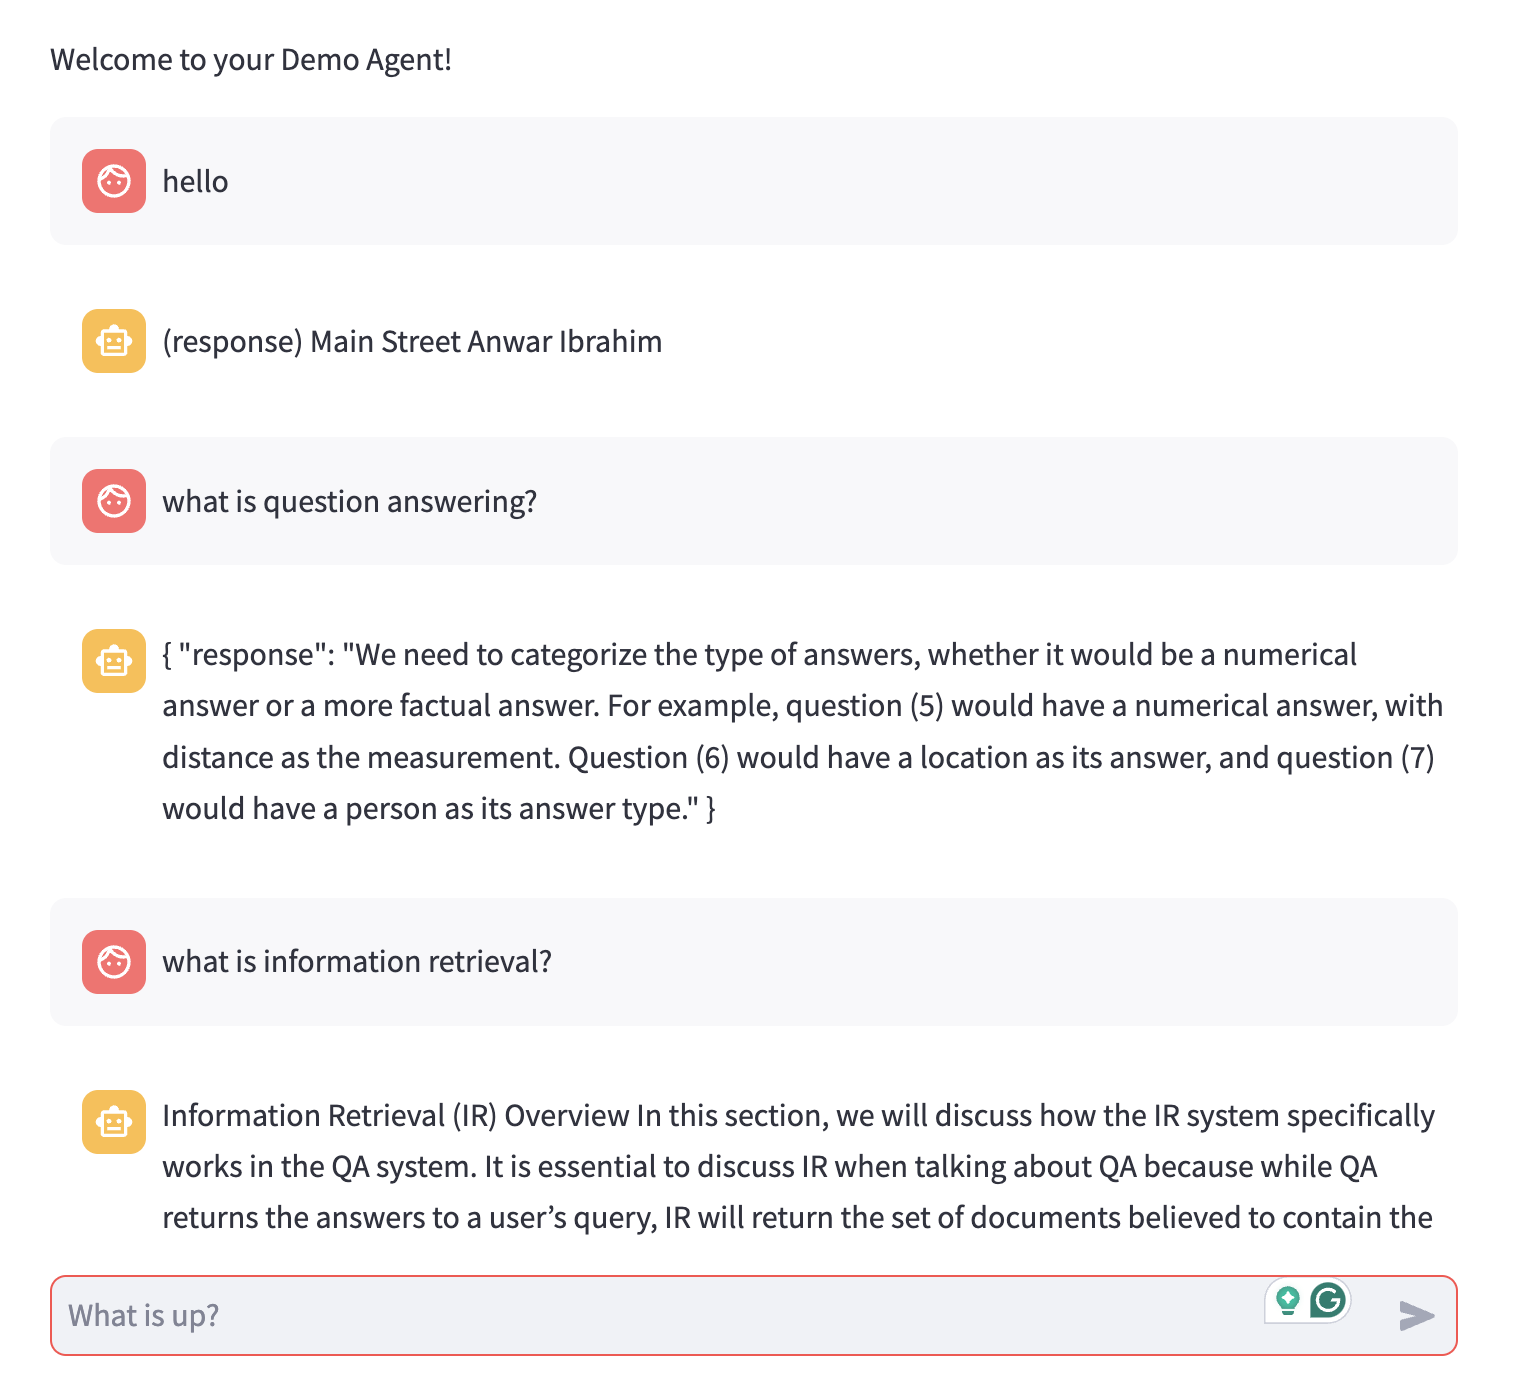 Welcome to your Demo Agent!
hello
(response) Main Street Anwar Ibrahim
what is question answering?
{ "response": "We need to categorize the type of answers, whether it would be a numerical
answer or a more factual answer. For example, question (5) would have a numerical answer, with
distance as the measurement. Question (6) would have a location as its answer, and question (7)
would have a person as its answer type." }
what is information retrieval?
Information Retrieval (IR) Overview In this section, we will discuss how the IR system specifically
works in the QA system. It is essential to discuss IR when talking about QA because while QA
returns the answers to a user’s query, IR will return the set of documents believed to contain the
What is up?